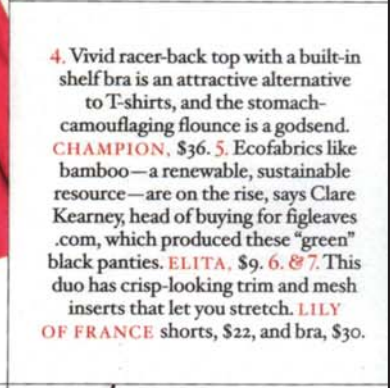 4. Vivid racer-back top with a built-in
shelf bra is an attractive alternative
to T-shirts, and the stomach-
camouflaging flounce is a godsend.
CHAMPION, $36. 5. Ecofabrics like
bamboo—a renewable, sustainable
resource—are on the rise, says Clare
Kearney, head of buying for figleaves
.com, which produced these “green”
black panties. ELITA, $9. 6. & 7. This
duo has crisp-looking trim and mesh
inserts that let you stretch. LILY
OF FRANCE shorts, $22, and bra, $30.